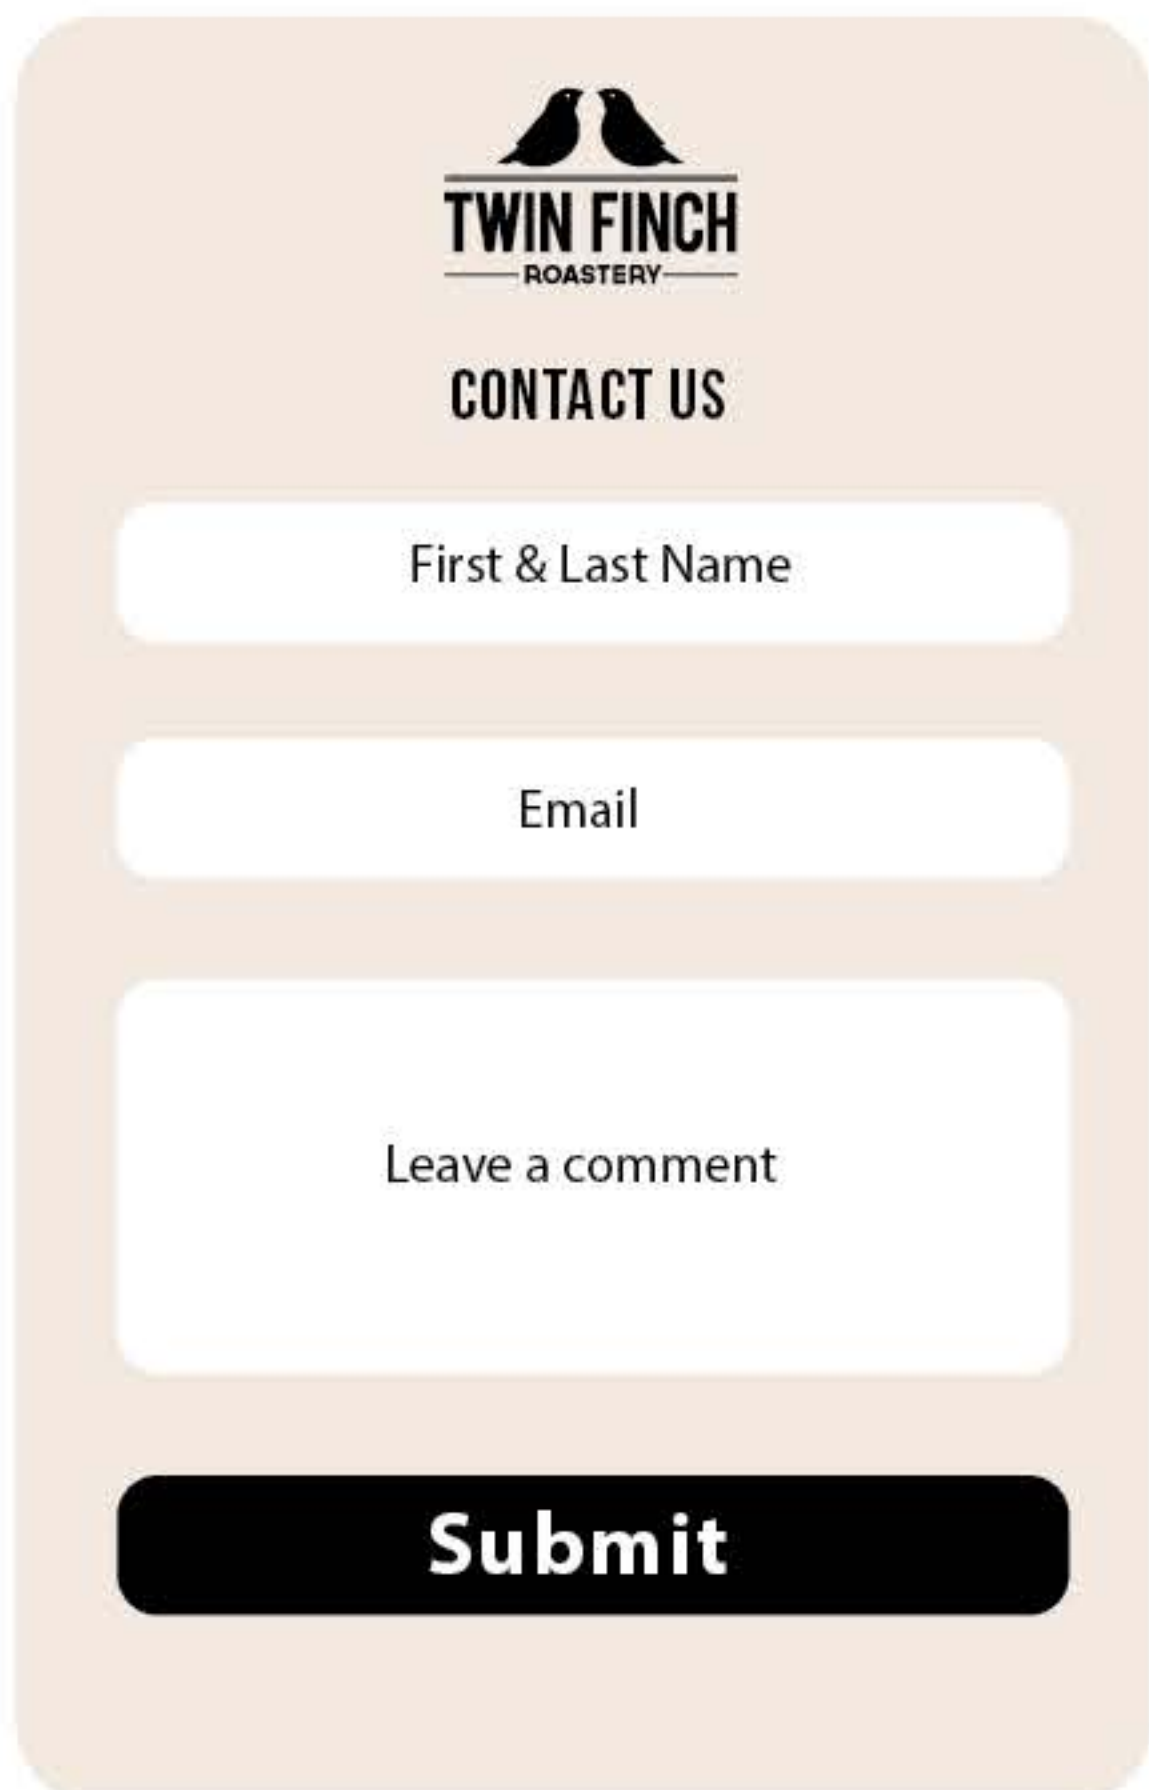 TWIN FINCH
ROASTERY
CONTACT US
First & Last Name
Email
Leave a comment
Submit